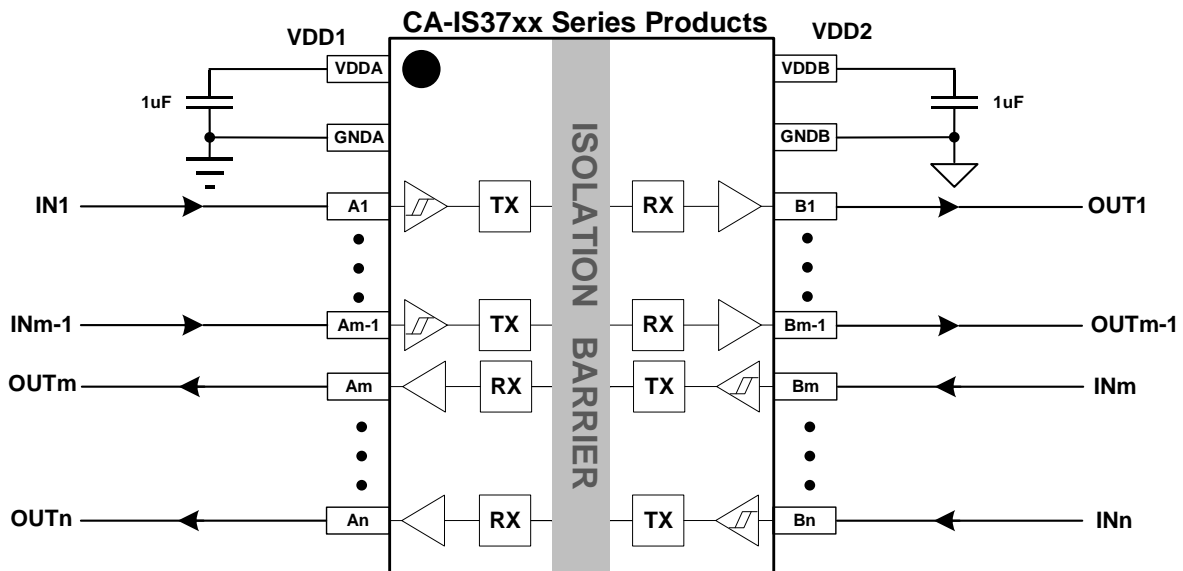 CA-IS37xx Series Products
VDD1
VDD2
VDDA
VDDB
1uF
1uF
GNDA
GNDB
ISOLATION BARRIER
IN1
A1
TX
RX
B1
OUT1
INm-1
Am-1
TX
RX
Bm-1
OUTm-1
OUTm
Am
RX
TX
Bm
INm
OUTn
An
RX
TX
Bn
INn